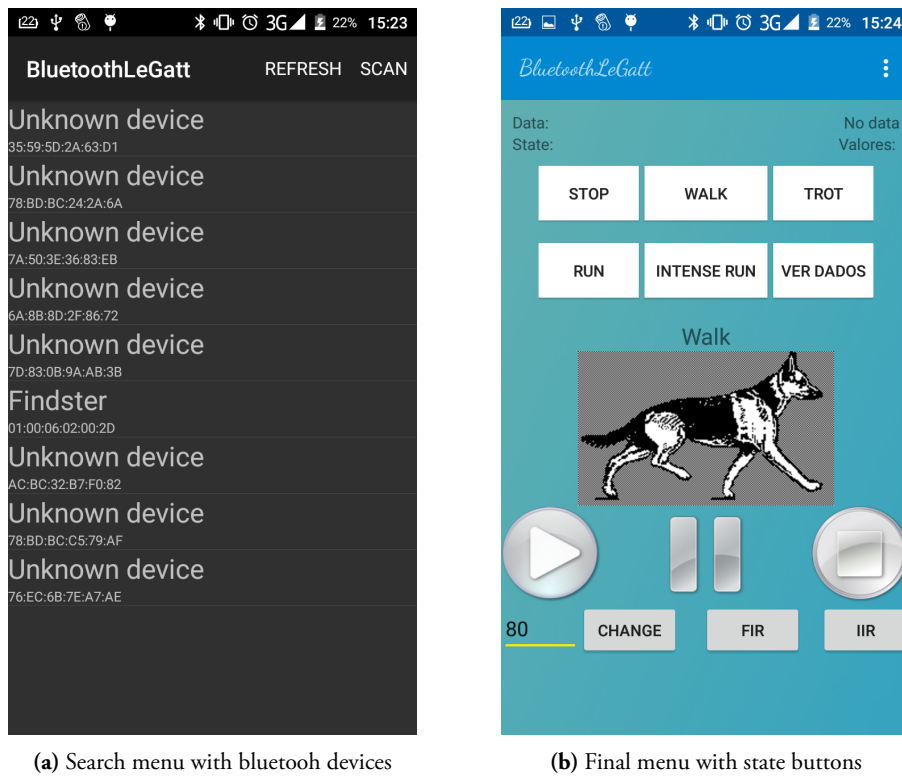 22 3G 22% 15:23
BluetoothLeGatt REFRESH SCAN
Unknown device
35:59:5D:2A:63:D1
Unknown device
78:BD:BC:24:2A:6A
Unknown device
7A:50:3E:36:83:EB
Unknown device
6A:8B:8D:2F:86:72
Unknown device
7D:83:0B:9A:AB:3B
Findster
01:00:06:02:00:2D
Unknown device
AC:BC:32:B7:F0:82
Unknown device
78:BD:BC:C5:79:AF
Unknown device
76:EC:6B:7E:A7:AE
(a) Search menu with bluetooh devices
22 3G 22% 15:24
BluetoothLeGatt
Data: No data
State: Valores:
STOP WALK TROT
RUN INTENSE RUN VER DADOS
Walk
80 CHANGE FIR IIR
(b) Final menu with state buttons